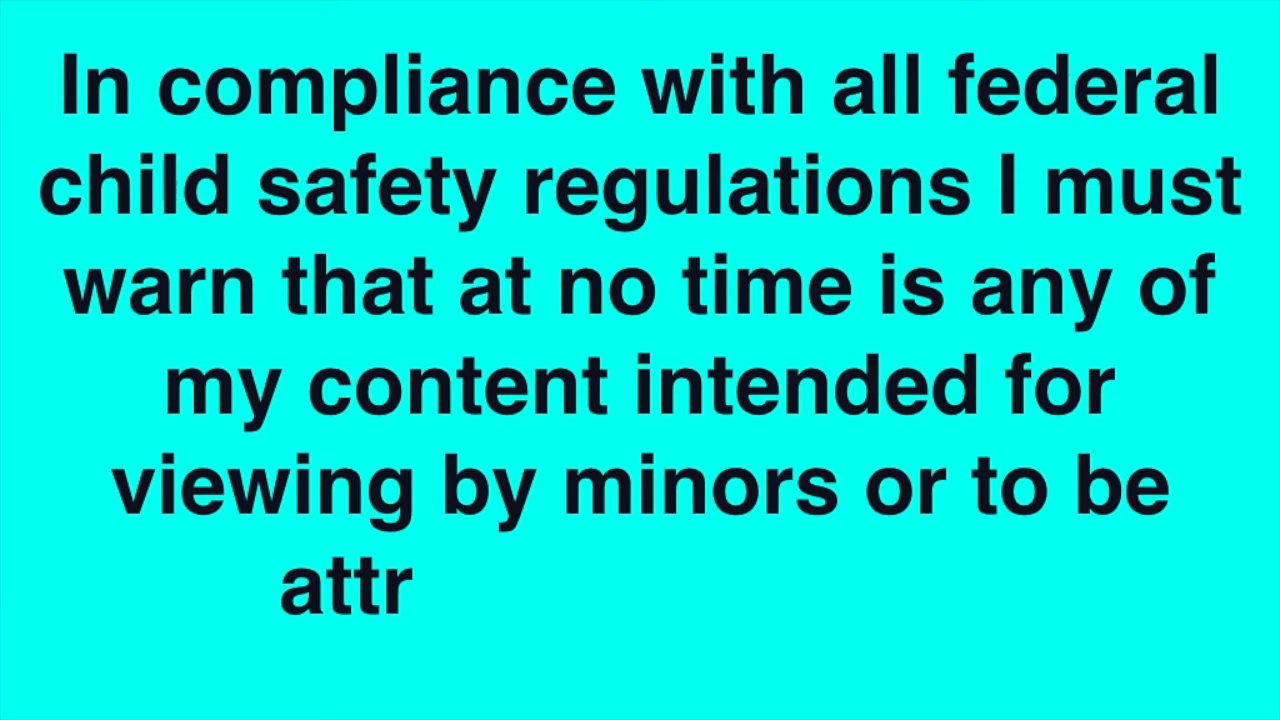 In compliance with all federal
child safety regulations I must
warn that at no time is any of
my content intended for
viewing by minors or to be
attr